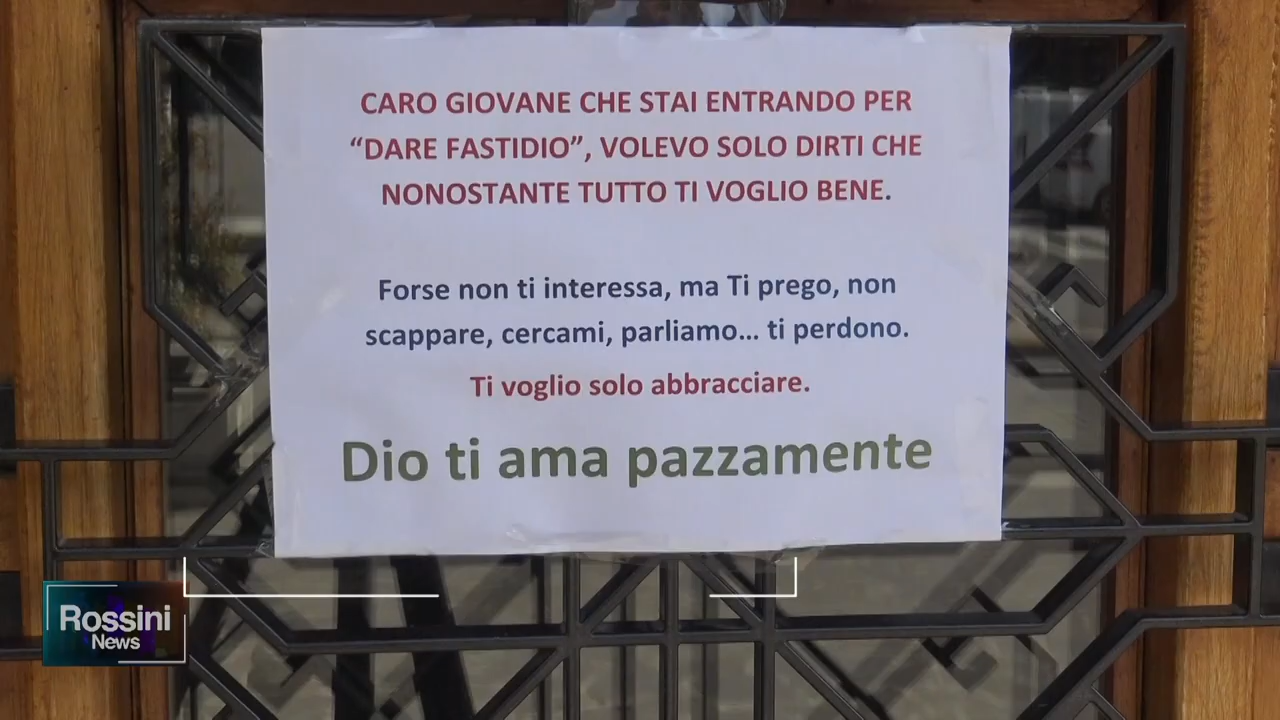 CARO GIOVANE CHE STAI ENTRANDO PER
“DARE FASTIDIO”, VOLEVO SOLO DIRTI CHE
NONOSTANTE TUTTO TI VOGLIO BENE.
Forse non ti interessa, ma Ti prego, non
scappare, cercami, parliamo... ti perdono.
Ti voglio solo abbracciare.
Dio ti ama pazzamente
Rossini
News